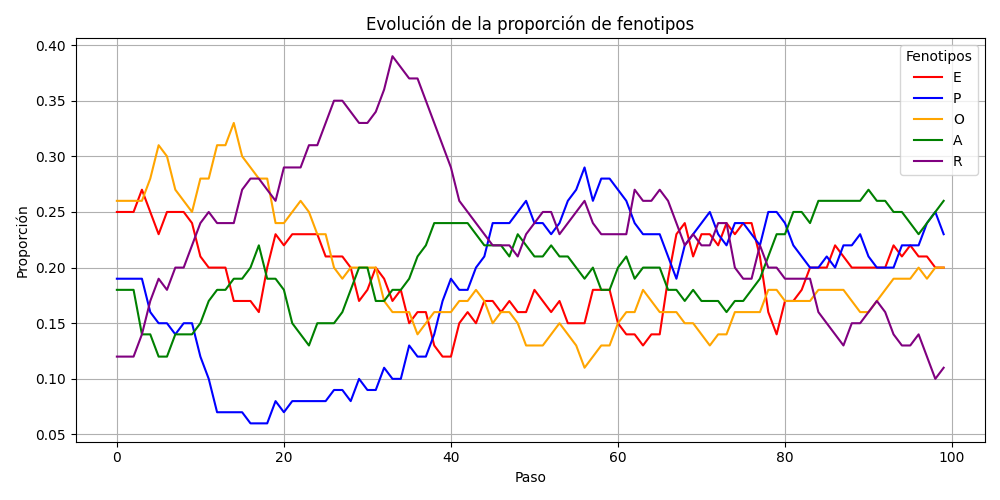 Evolución de la proporción de fenotipos
Proporción
0.40
0.35
0.30
0.25
0.20
0.15
0.10
0.05
0
20
40
60
80
100
Paso
Fenotipos
E
P
O
A
R